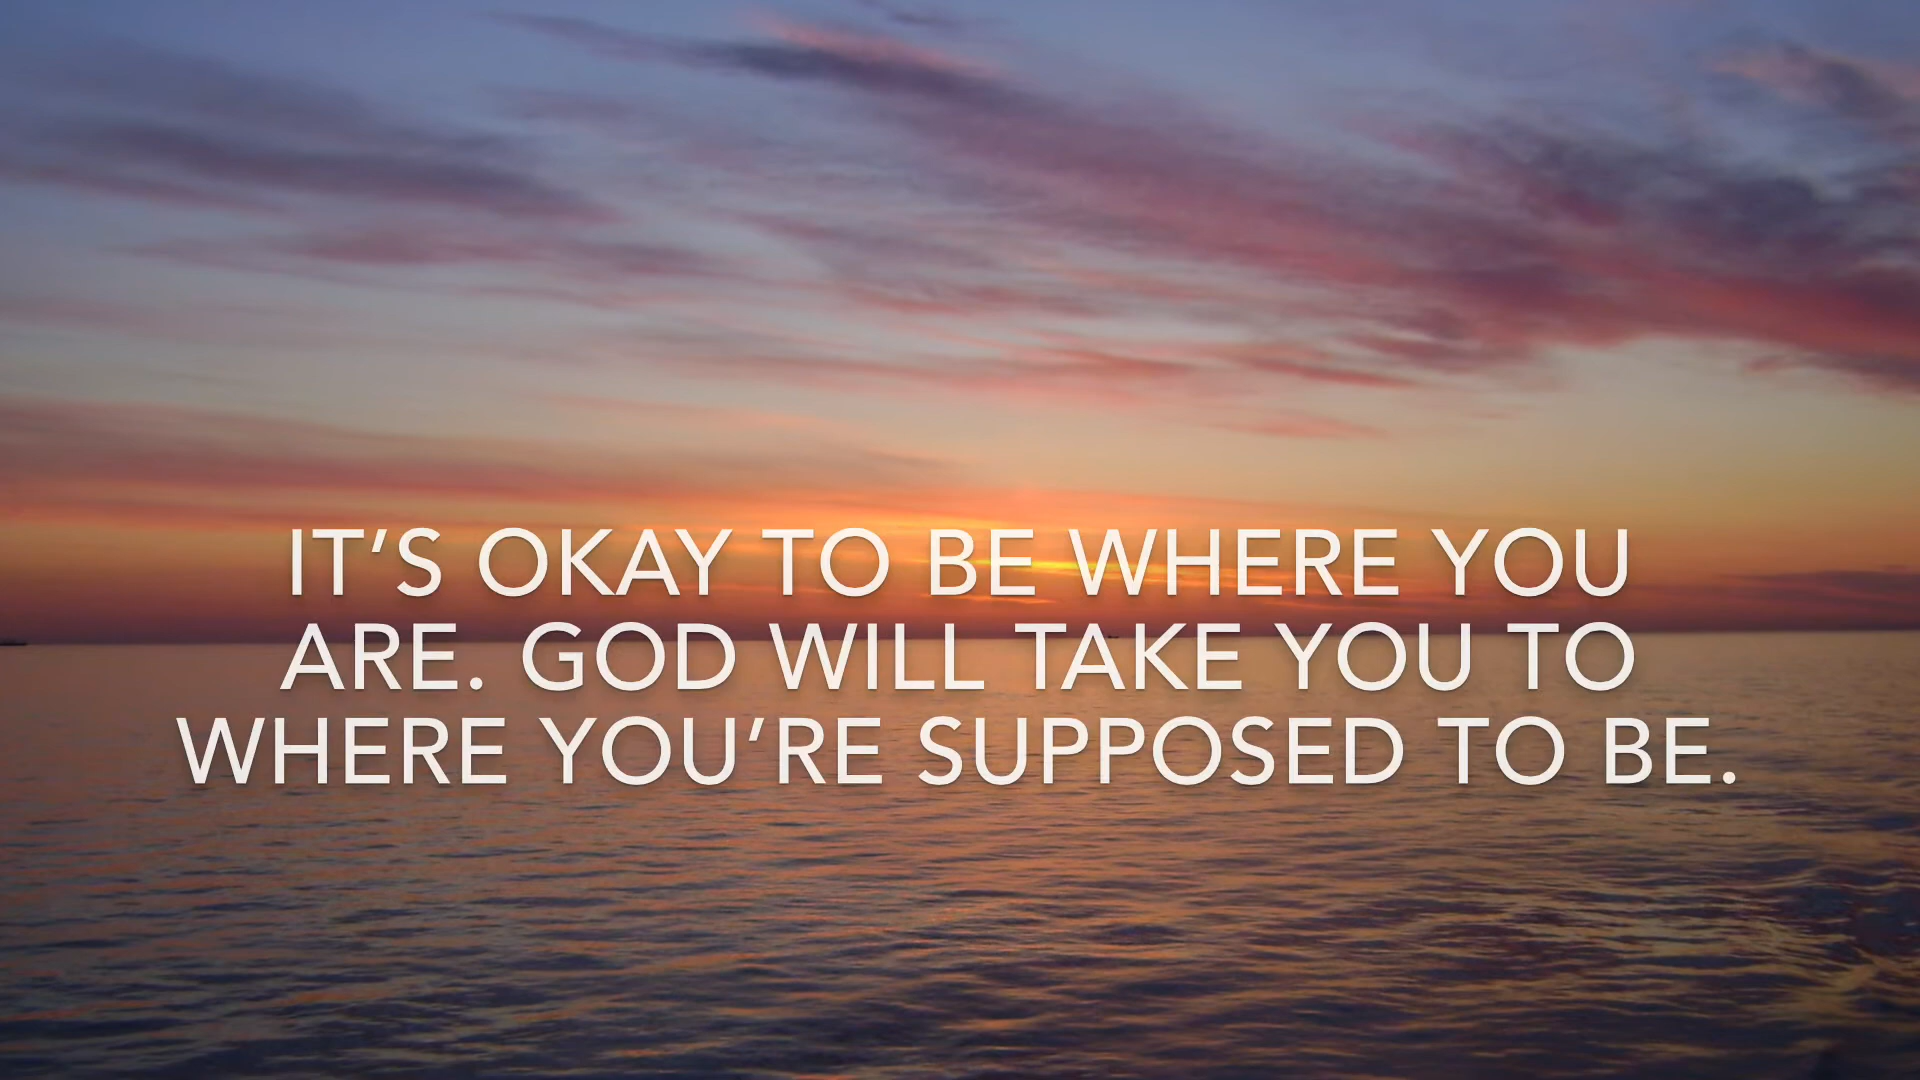 IT’S OKAY TO BE WHERE YOU
ARE. GOD WILL TAKE YOU TO
WHERE YOU’RE SUPPOSED TO BE.